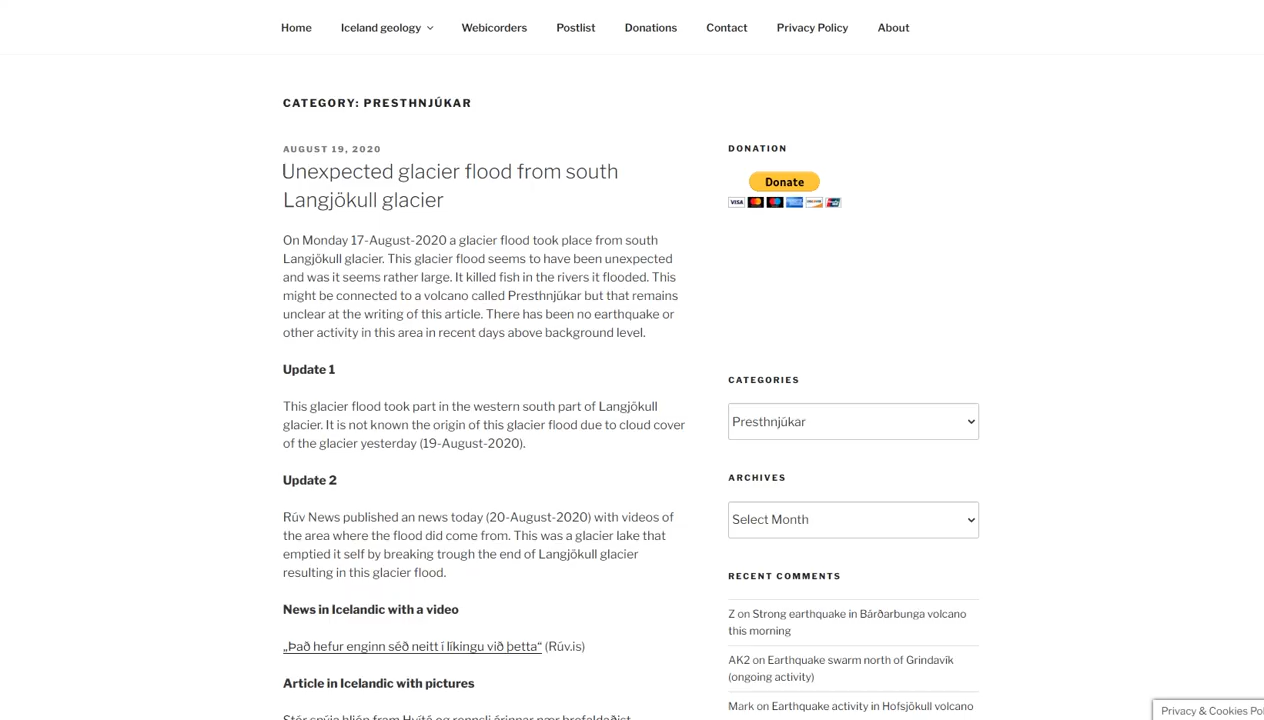 Home Iceland geology Webicorders Postlist Donations Contact Privacy Policy About
CATEGORY: PRESTHNJÚKAR
AUGUST 19, 2020
Unexpected glacier flood from south
Langjökull glacier
On Monday 17-August-2020 a glacier flood took place from south
Langjökull glacier. This glacier flood seems to have been unexpected
and was it seems rather large. It killed fish in the rivers it flooded. This
might be connected to a volcano called Presthnjúkar but that remains
unclear at the writing of this article. There has been no earthquake or
other activity in this area in recent days above background level.
Update 1
This glacier flood took part in the western south part of Langjökull
glacier. It is not known the origin of this glacier flood due to cloud cover
of the glacier yesterday (19-August-2020).
Update 2
Rúv News published an news today (20-August-2020) with videos of
the area where the flood did come from. This was a glacier lake that
emptied it self by breaking trough the end of Langjökull glacier
resulting in this glacier flood.
News in Icelandic with a video
„Það hefur enginn séð neitt í líkingu við þetta“ (Rúv.is)
Article in Icelandic with pictures
DONATION
Donate
VISA
CATEGORIES
Presthnjúkar
ARCHIVES
Select Month
RECENT COMMENTS
Z on Strong earthquake in Bárðarbunga volcano
this morning
AK2 on Earthquake swarm north of Grindavík
(ongoing activity)
Mark on Earthquake activity in Hofsjökull volcano
Privacy & Cookies Pol